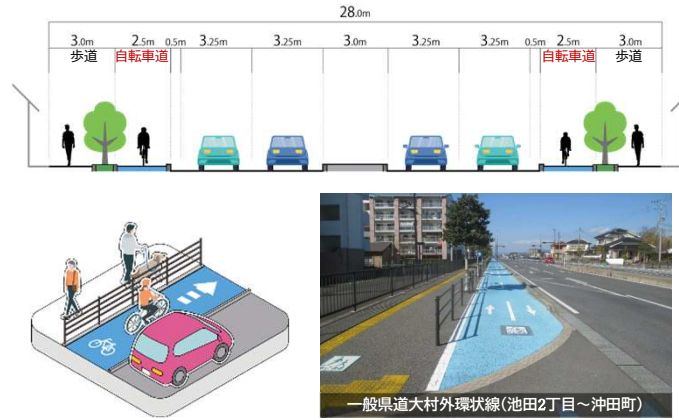 28.0m
3.0m 2.5m 0.5m 3.25m 3.25m 3.0m 3.25m 3.25m 0.5m 2.5m 3.0m
歩道 自転車道 自転車道 歩道
一般県道大村外環状線(池田2丁目～沖田町)